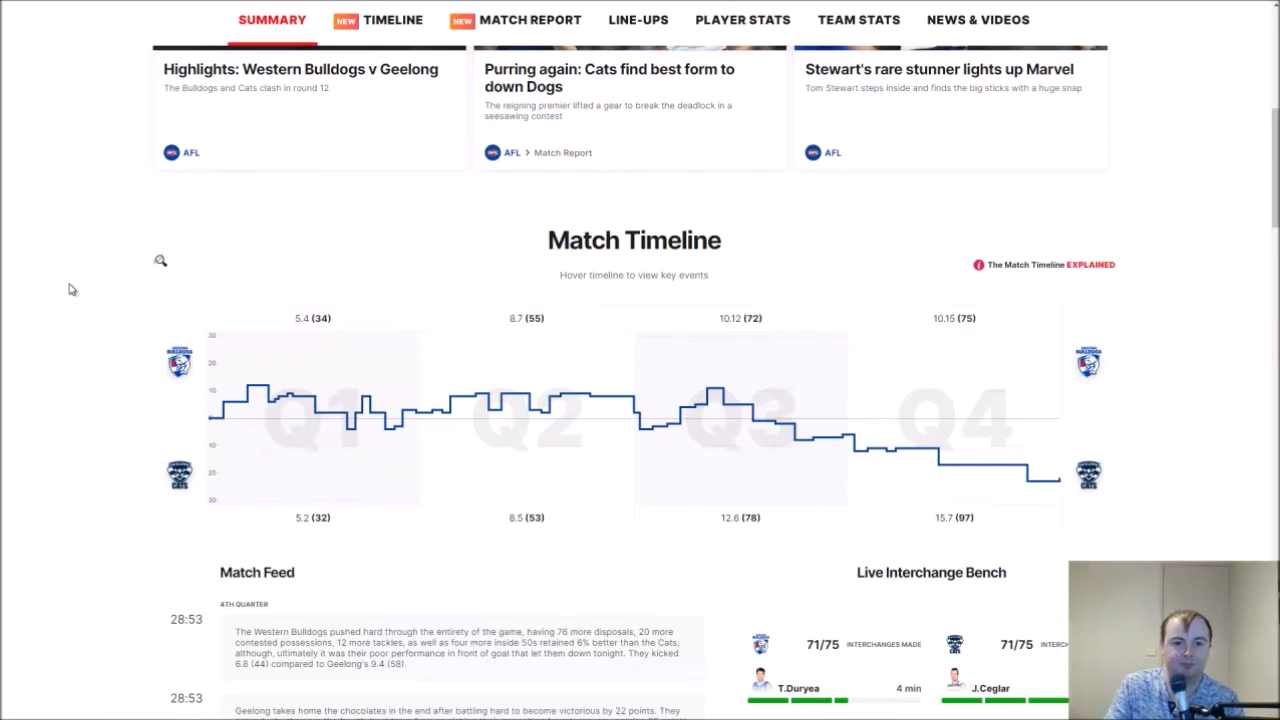 SUMMARY NEW TIMELINE NEW MATCH REPORT LINE-UPS PLAYER STATS TEAM STATS NEWS & VIDEOS
Highlights: Western Bulldogs v Geelong
The Bulldogs and Cats clash in round 12
AFL
Purring again: Cats find best form to
down Dogs
The reigning premier lifted a gear to break the deadlock in a
seesawing contest
AFL > Match Report
Stewart's rare stunner lights up Marvel
Tom Stewart steps inside and finds the big sticks with a huge snap
AFL
Match Timeline
Hover timeline to view key events
The Match Timeline EXPLAINED
5.4 (34) 8.7 (55) 10.12 (72) 10.15 (75)
30
20
10
0
10
20
30
Q1 Q2 Q3 Q4
BULLDOGS
CATS
BULLDOGS
CATS
5.2 (32) 8.5 (53) 12.6 (78) 15.7 (97)
Match Feed
4TH QUARTER
28:53
The Western Bulldogs pushed hard through the entirety of the game, having 76 more disposals, 20 more
contested possessions, 12 more tackles, as well as four more inside 50s retained 6% better than the Cats,
although, ultimately it was their poor performance in front of goal that let them down tonight. They kicked
6.8 (44) compared to Geelong's 9.4 (58).
28:53
Geelong takes home the chocolates in the end after battling hard to become victorious by 22 points. They
Live Interchange Bench
71/75 INTERCHANGES MADE
71/75 INTERCH
T.Duryea 4 min
J.Ceglar